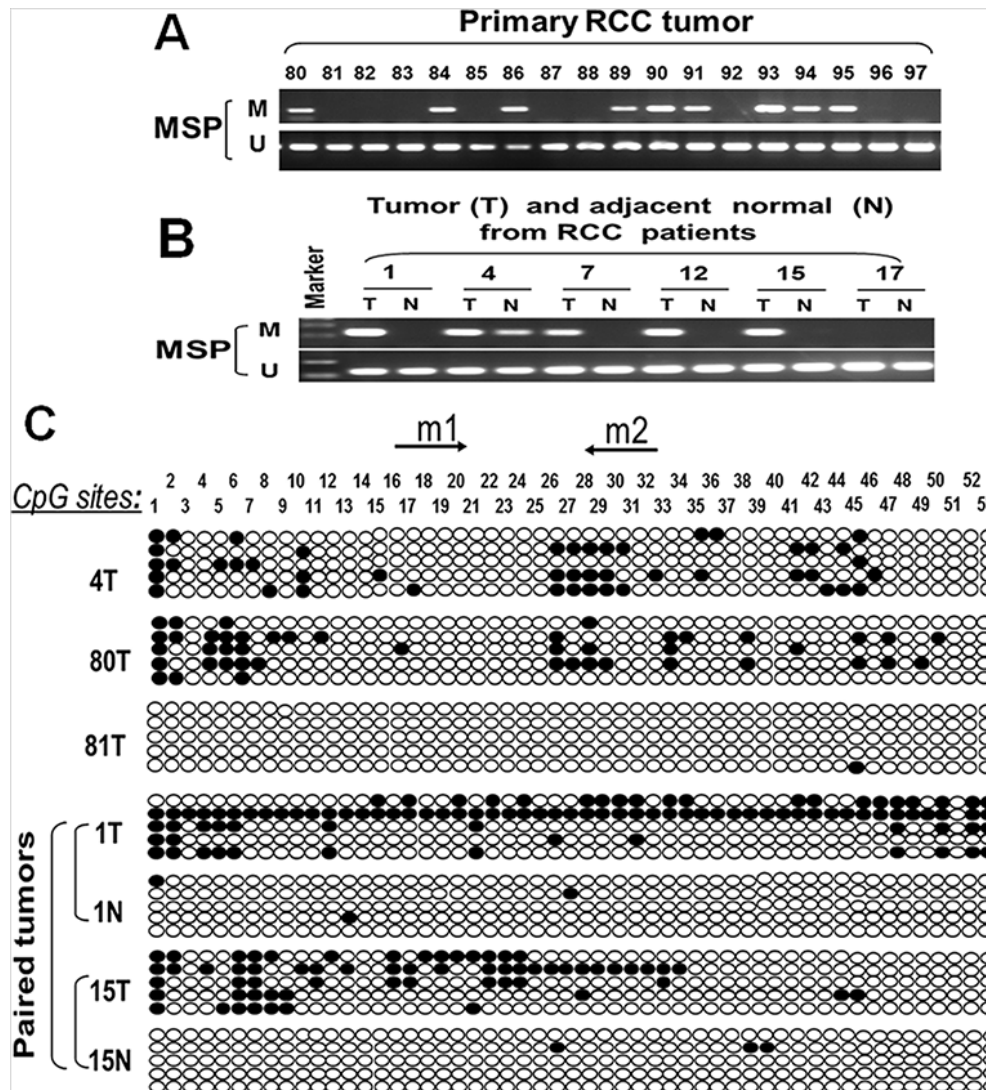 A
Primary RCC tumor
80 81 82 83 84 85 86 87 88 89 90 91 92 93 94 95 96 97
MSP
M
U
B
Tumor (T) and adjacent normal (N)
from RCC patients
Marker
1 4 7 12 15 17
T N T N T N T N T N T N
MSP
M
U
C
m1 m2
CpG sites:
2 4 6 8 10 12 14 16 18 20 22 24 26 28 30 32 34 36 38 40 42 44 46 48 50 52
1 3 5 7 9 11 13 15 17 19 21 23 25 27 29 31 33 35 37 39 41 43 45 47 49 51
4T
80T
81T
Paired tumors
1T
1N
15T
15N